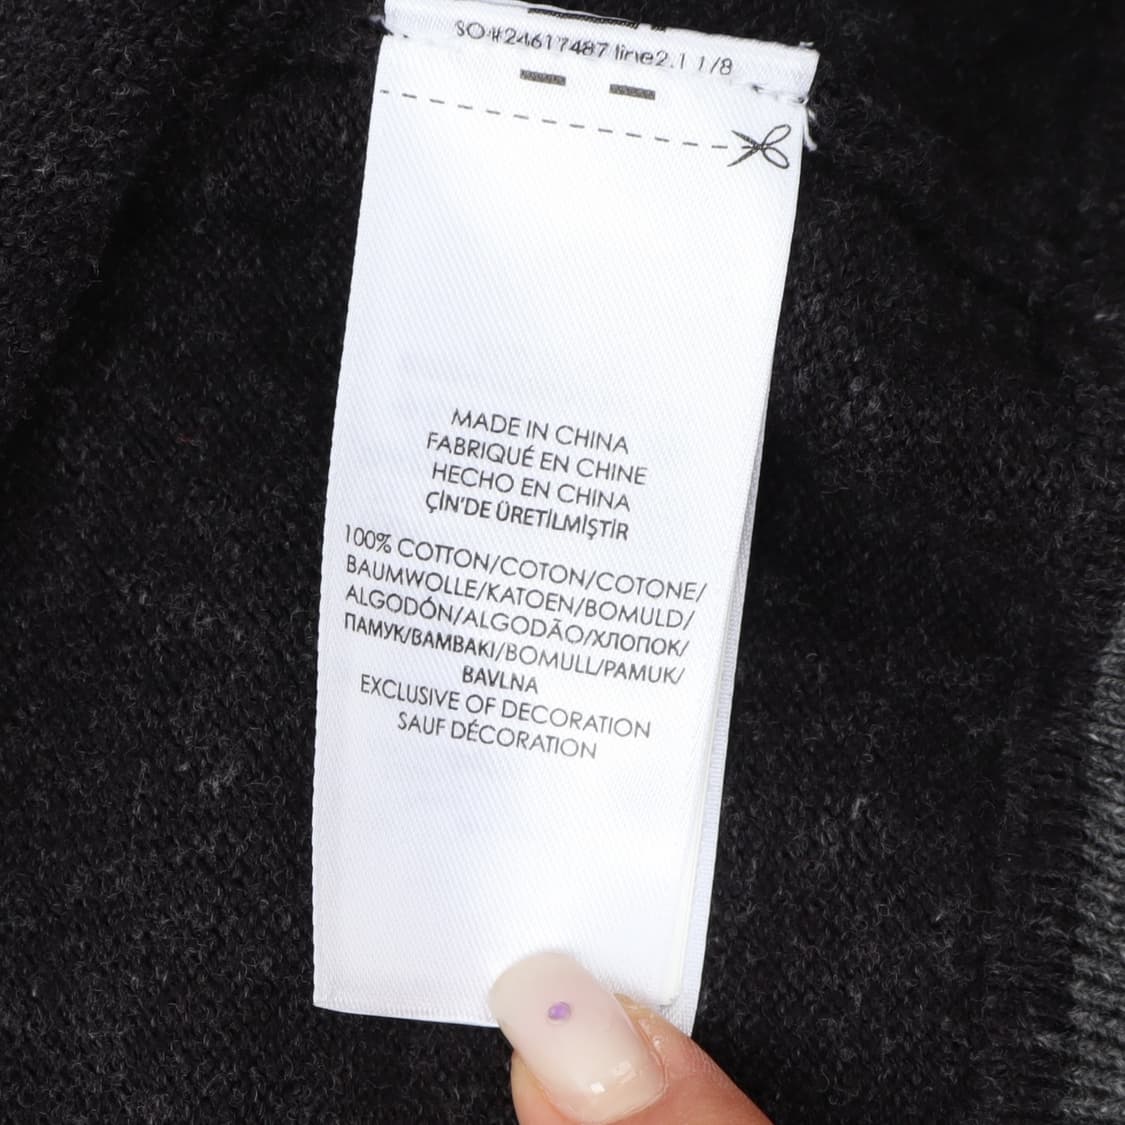 SO#24617487 line2.1 1/8
MADE IN CHINA
FABRIQUÉ EN CHINE
HECHO EN CHINA
ÇİN'DE ÜRETİLMİŞTİR
100% COTTON/COTON/COTONE/
BAUMWOLLE/KATOEN/BOMULD/
ALGODÓN/ALGODÃO/ХЛОПОК/
ПАМУК/ΒΑΜΒΑΚΙ/BOMULL/PAMUK/
BAVLNA
EXCLUSIVE OF DECORATION
SAUF DÉCORATION